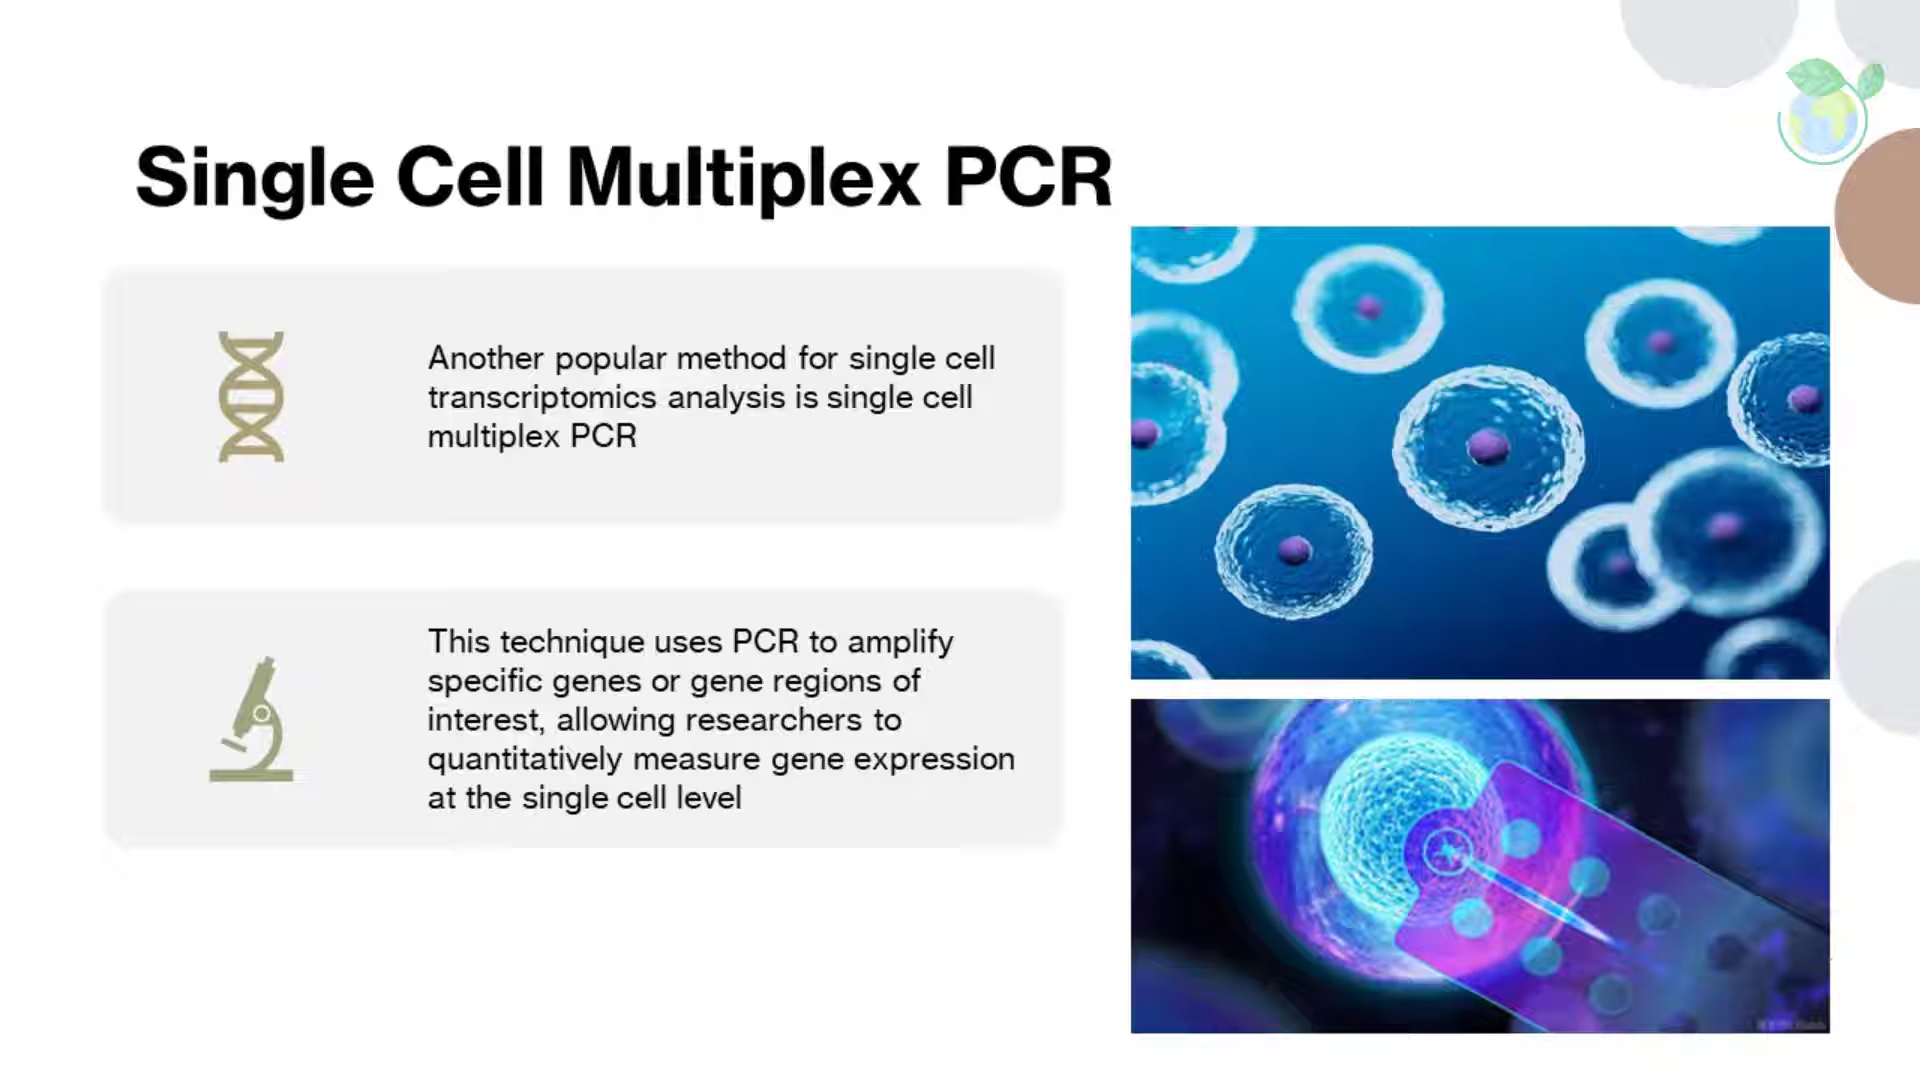 Single Cell Multiplex PCR
Another popular method for single cell
transcriptomics analysis is single cell
multiplex PCR
This technique uses PCR to amplify
specific genes or gene regions of
interest, allowing researchers to
quantitatively measure gene expression
at the single cell level